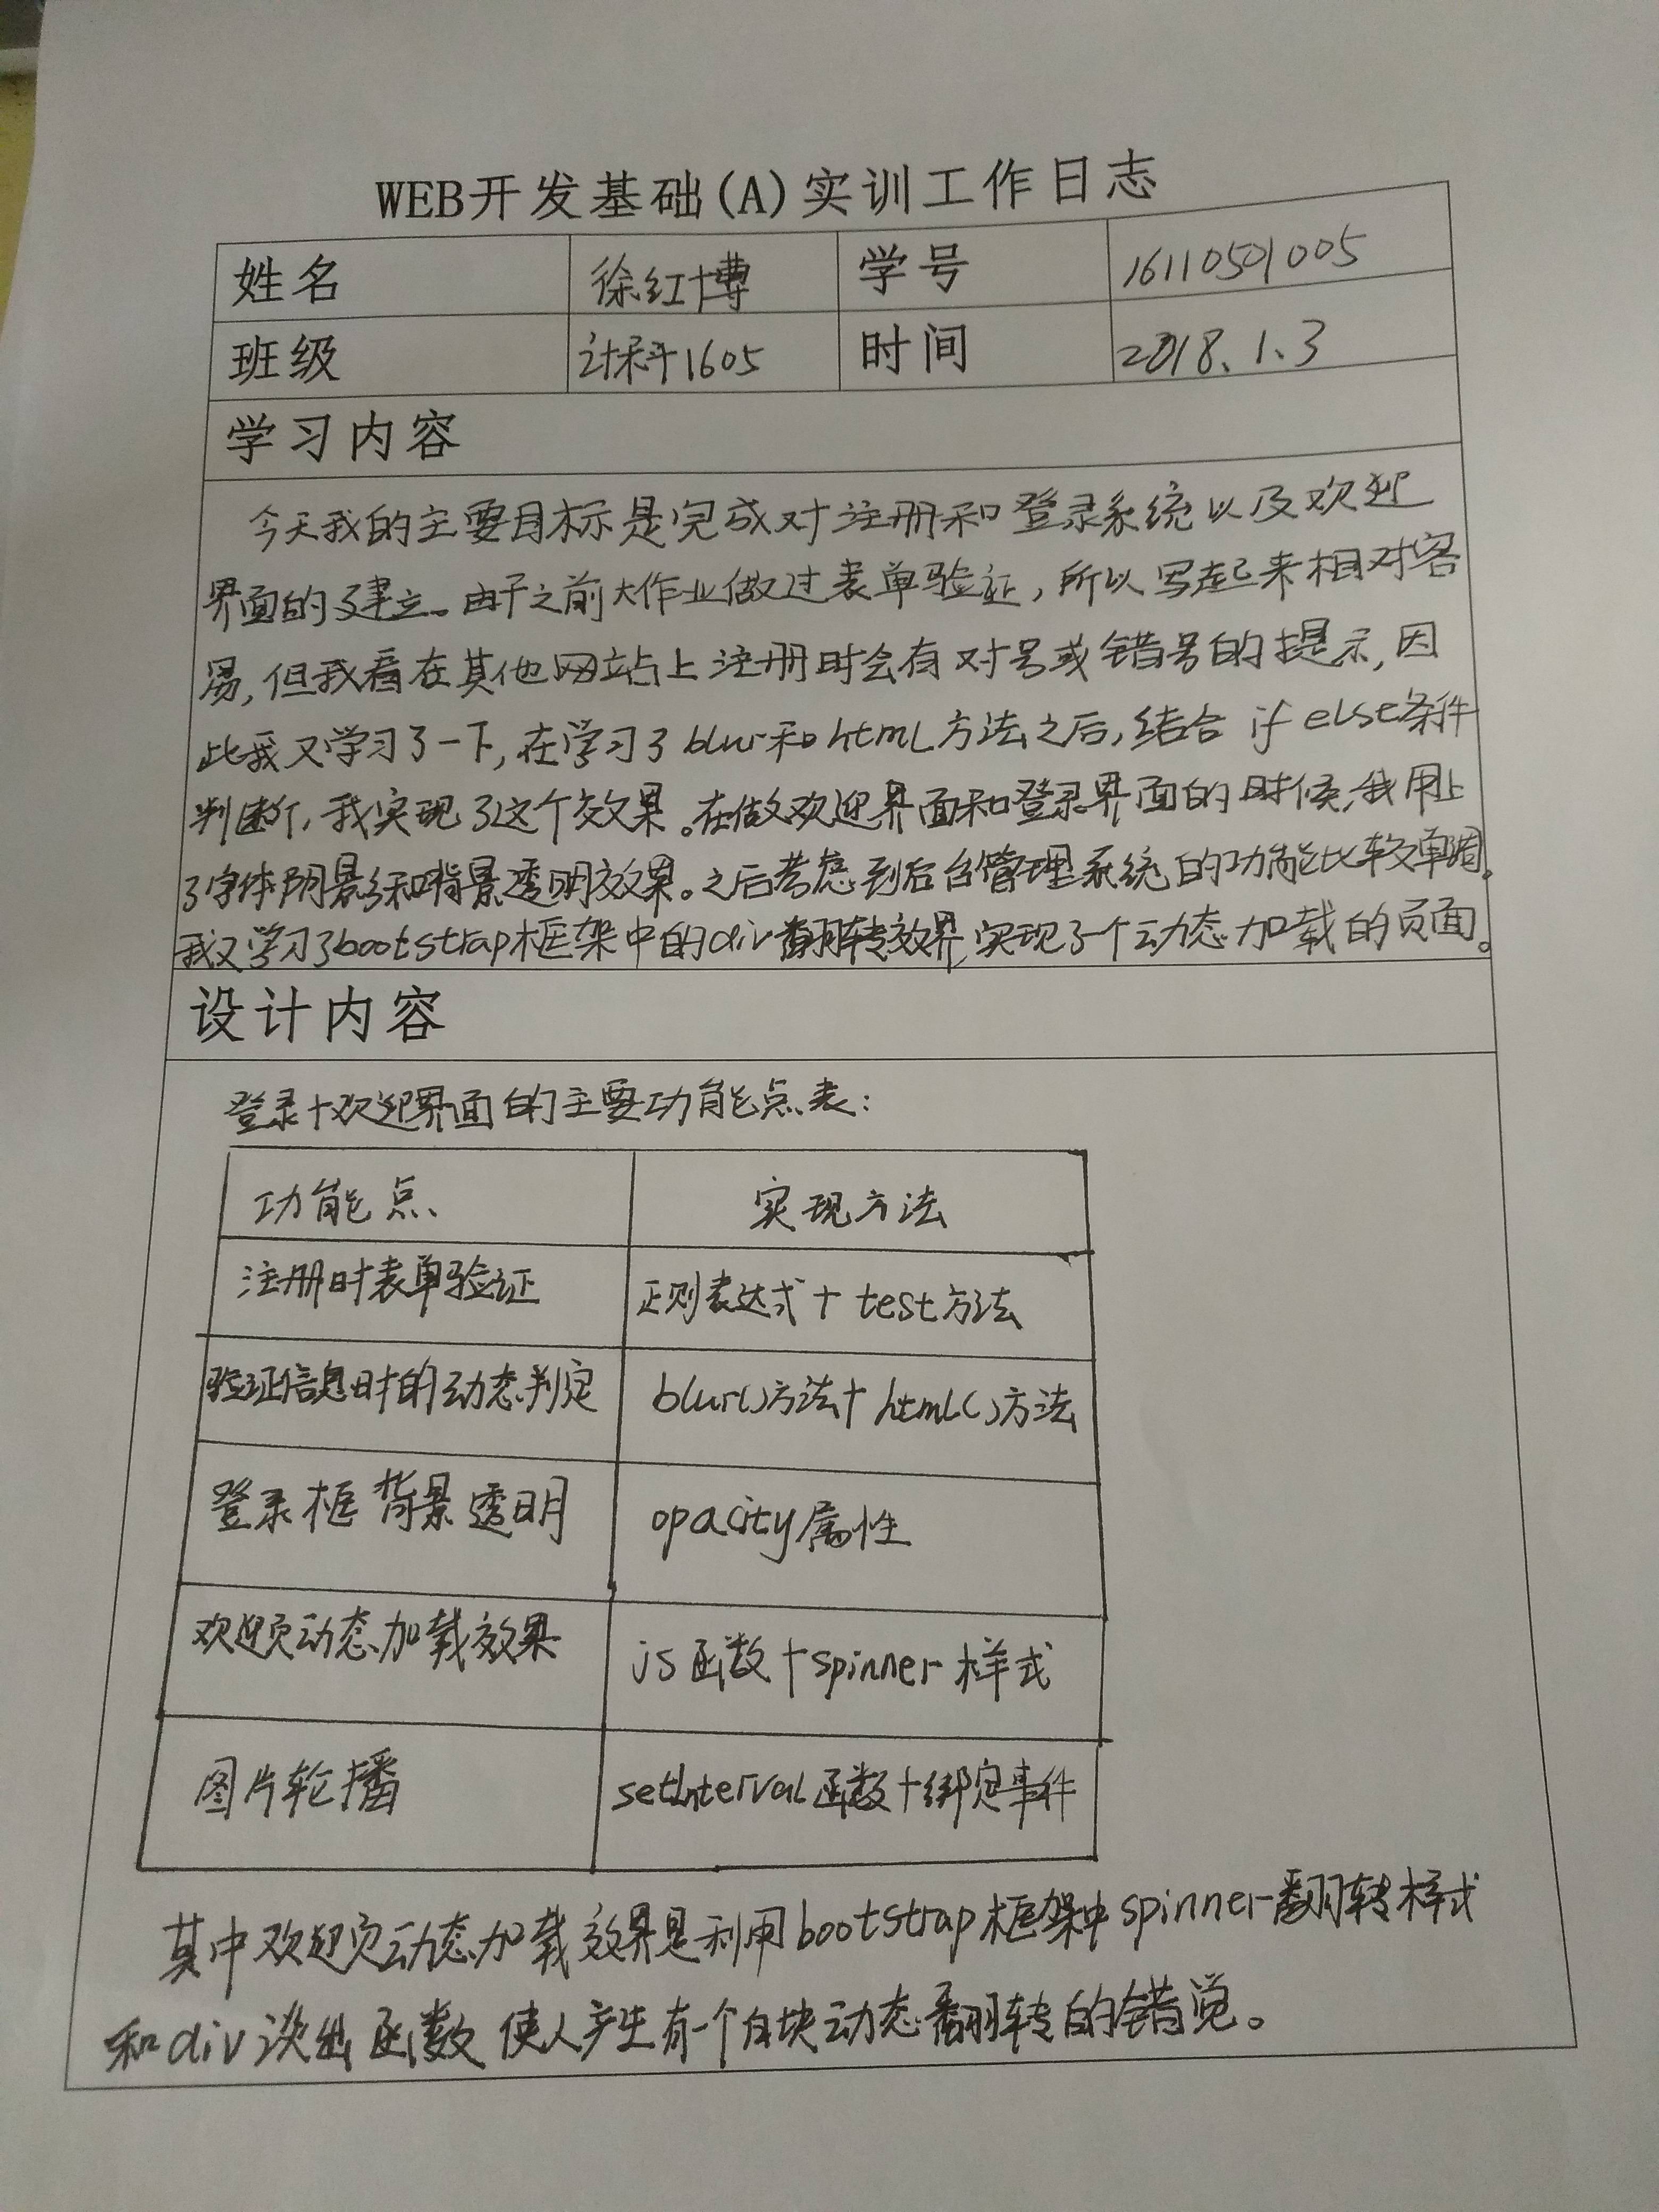 WEB开发基础(A)实训工作日志
姓名 徐红博 学号 16110501005
班级 计科1605 时间 2018.1.3
学习内容
今天我的主要目标是完成对注册和登录系统以及欢迎
界面的建立。由于之前大作业做过表单验证,所以写起来相对容
易,但我看在其他网站上注册时会有对号或错号的提示,因
此我又学习了一下,在学习了blur和html方法之后,结合 if else条件
判断,我实现了这个效果。在做欢迎界面和登录界面的时候,我用上
了字体阴影和背景透明效果。之后考虑到后台管理系统的功能比较单调。
我又学习了bootstrap框架中的div翻转效果,实现了一个动态加载的页面。
设计内容
登录+欢迎界面的主要功能点表:
功能点 实现方法
注册时表单验证 正则表达式+test方法
验证信息时的动态判定 blur()方法+html()方法
登录框背景透明 opacity属性
欢迎页动态加载效果 js函数+spinner样式
图片轮播 setInterval函数+绑定事件
其中欢迎页动态加载效果是利用bootstrap框架中spinner翻转样式
和div淡出函数使人产生有一个白块动态翻转的错觉。